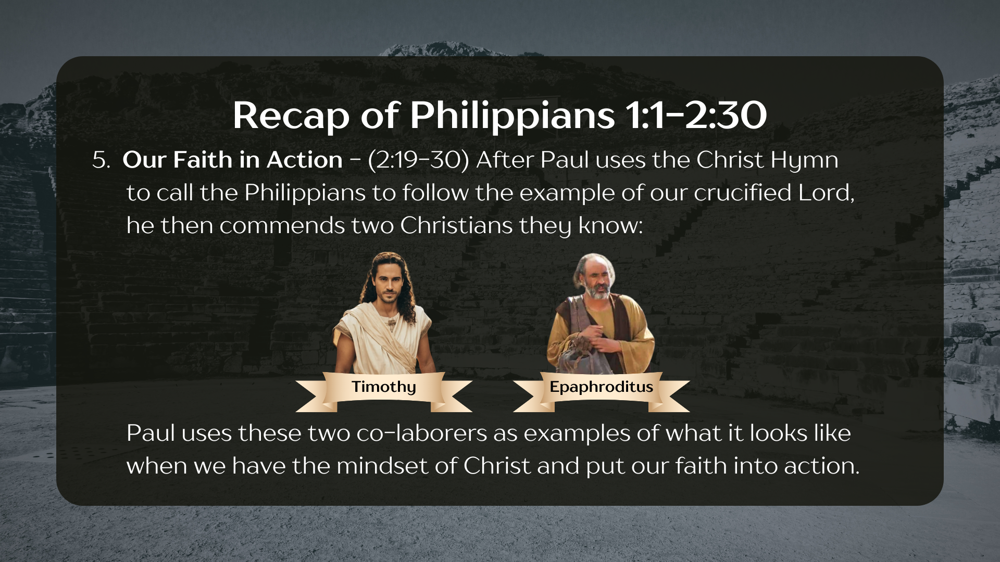 Recap of Philippians 1:1–2:30
5. Our Faith in Action – (2:19–30) After Paul uses the Christ Hymn
to call the Philippians to follow the example of our crucified Lord,
he then commends two Christians they know:
Timothy
Epaphroditus
Paul uses these two co-laborers as examples of what it looks like
when we have the mindset of Christ and put our faith into action.